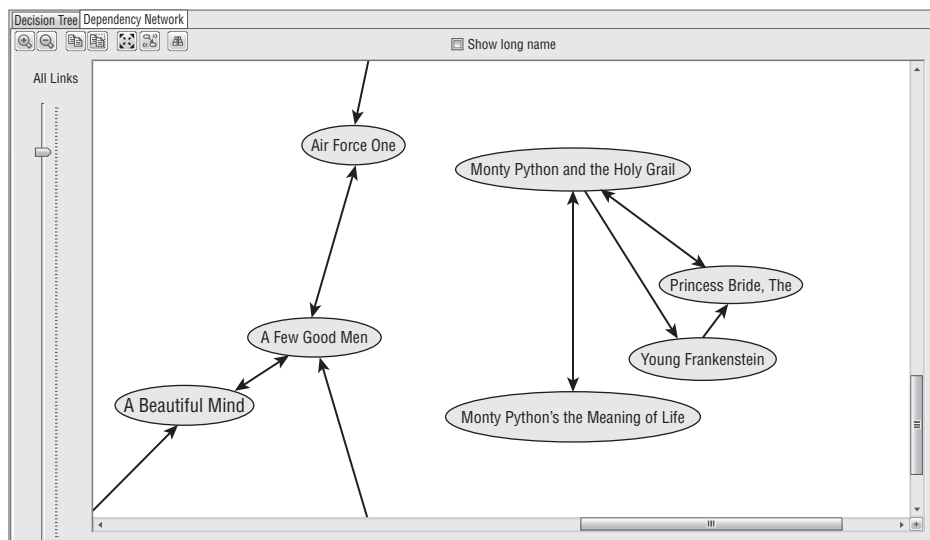 Decision Tree Dependency Network
Show long name
All Links
Air Force One
Monty Python and the Holy Grail
Princess Bride, The
A Few Good Men
Young Frankenstein
A Beautiful Mind
Monty Python's the Meaning of Life